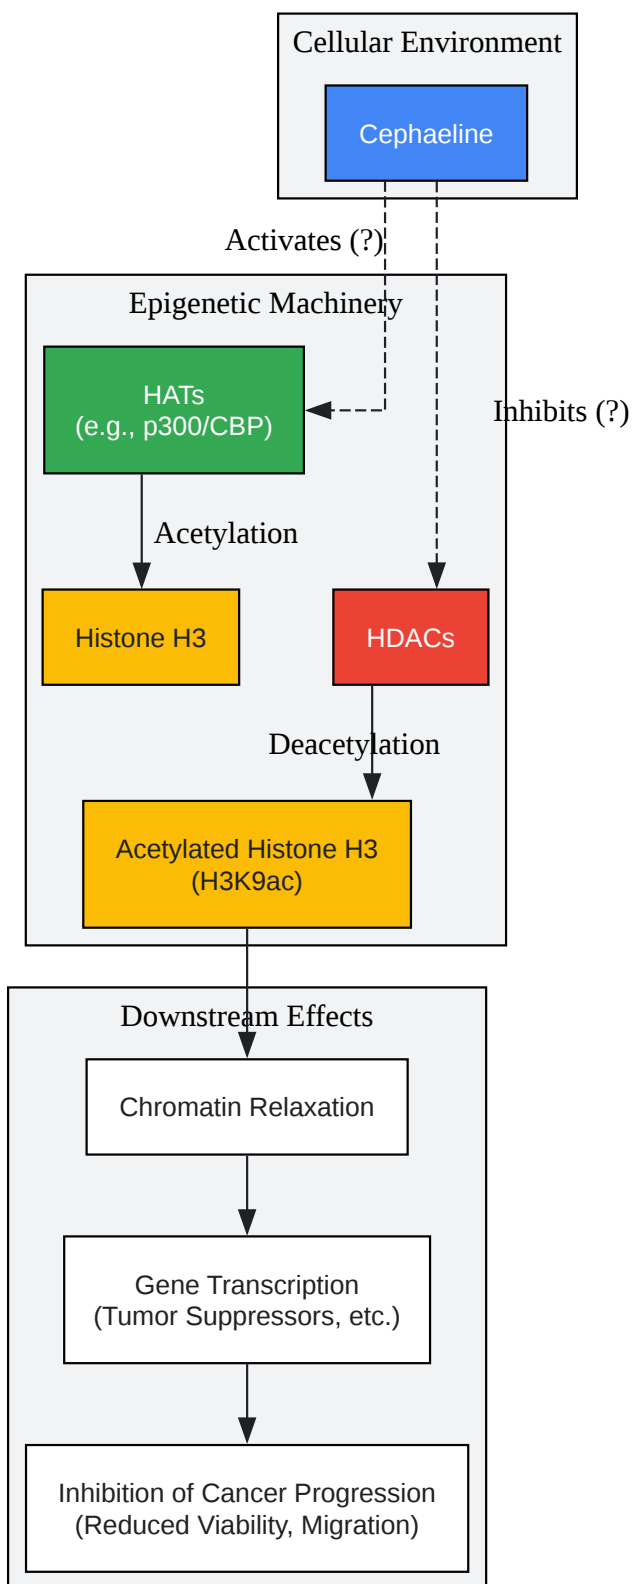 Cellular Environment
Cephaeline
Activates (?)
Epigenetic Machinery
HATs
(e.g., p300/CBP)
Inhibits (?)
Acetylation
Histone H3
HDACs
Deacetylation
Acetylated Histone H3
(H3K9ac)
Downstream Effects
Chromatin Relaxation
Gene Transcription
(Tumor Suppressors, etc.)
Inhibition of Cancer Progression
(Reduced Viability, Migration)